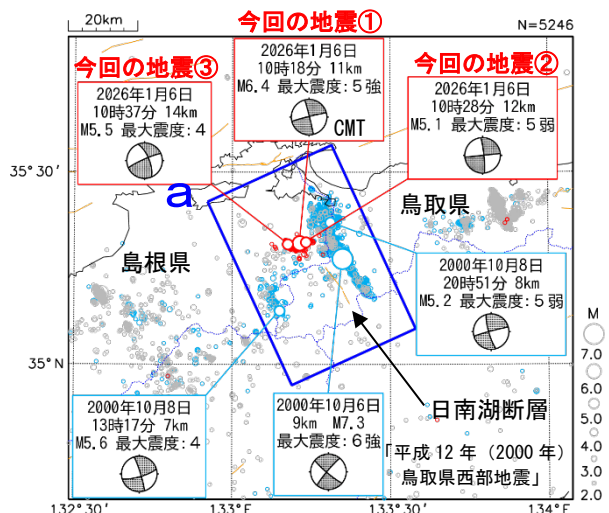 20km
N=5246
今回の地震①
今回の地震③
今回の地震②
2026年1月6日
10時37分 14km
M5.5 最大震度:4
2026年1月6日
10時18分 11km
M6.4 最大震度:5強
CMT
2026年1月6日
10時28分 12km
M5.1 最大震度:5弱
35°30′
a
鳥取県
島根県
2000年10月8日
20時51分 8km
M5.2 最大震度:5弱
35°N
M
7.0
6.0
5.0
4.0
3.0
2.0
日南湖断層
2000年10月8日
13時17分 7km
M5.6 最大震度:4
2000年10月6日
9km M7.3
最大震度:6強
「平成12年(2000年)
鳥取県西部地震」
132°30′
133°E
133°30′
134°E